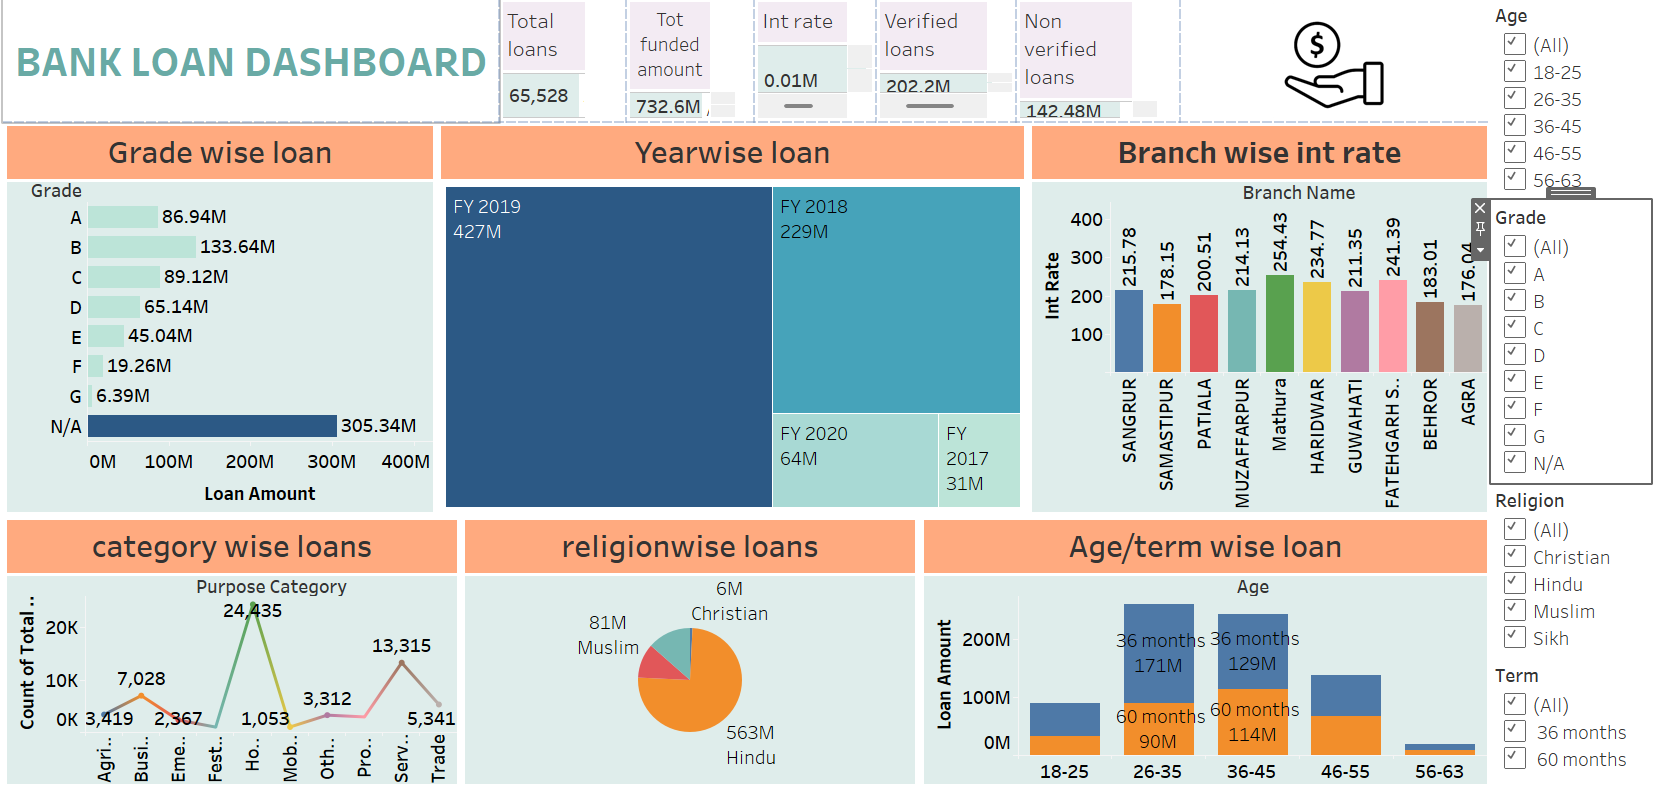 BANK LOAN DASHBOARD
Total
loans
65,528
Tot
funded
amount
732.6M
Int rate
0.01M
Verified
loans
202.2M
Non
verified
loans
142.48M
$
Grade wise loan
Grade
A 86.94M
B 133.64M
C 89.12M
D 65.14M
E 45.04M
F 19.26M
G 6.39M
N/A 305.34M
0M 100M 200M 300M 400M
Loan Amount
Yearwise loan
FY 2019
427M
FY 2018
229M
FY 2020
64M
FY
2017
31M
Branch wise int rate
Branch Name
Int Rate
400
300
200
100
215.78
178.15
200.51
214.13
254.43
234.77
211.35
241.39
183.01
176.04
SANGRUR
SAMASTIPUR
PATIALA
MUZAFFARPUR
Mathura
HARIDWAR
GUWAHATI
FATEHGARH S..
BEHROR
AGRA
category wise loans
Purpose Category
Count of Total ..
20K
10K
0K
3,419
7,028
2,367
24,435
1,053
3,312
13,315
5,341
Agri..
Busi..
Eme..
Fest..
Ho..
Mob..
Oth..
Pro..
Serv..
Trade
religionwise loans
6M
Christian
81M
Muslim
563M
Hindu
Age/term wise loan
Age
Loan Amount
200M
100M
0M
36 months
171M
60 months
90M
36 months
129M
60 months
114M
18-25 26-35 36-45 46-55 56-63
Age
(All)
18-25
26-35
36-45
46-55
56-63
Grade
(All)
A
B
C
D
E
F
G
N/A
Religion
(All)
Christian
Hindu
Muslim
Sikh
Term
(All)
36 months
60 months